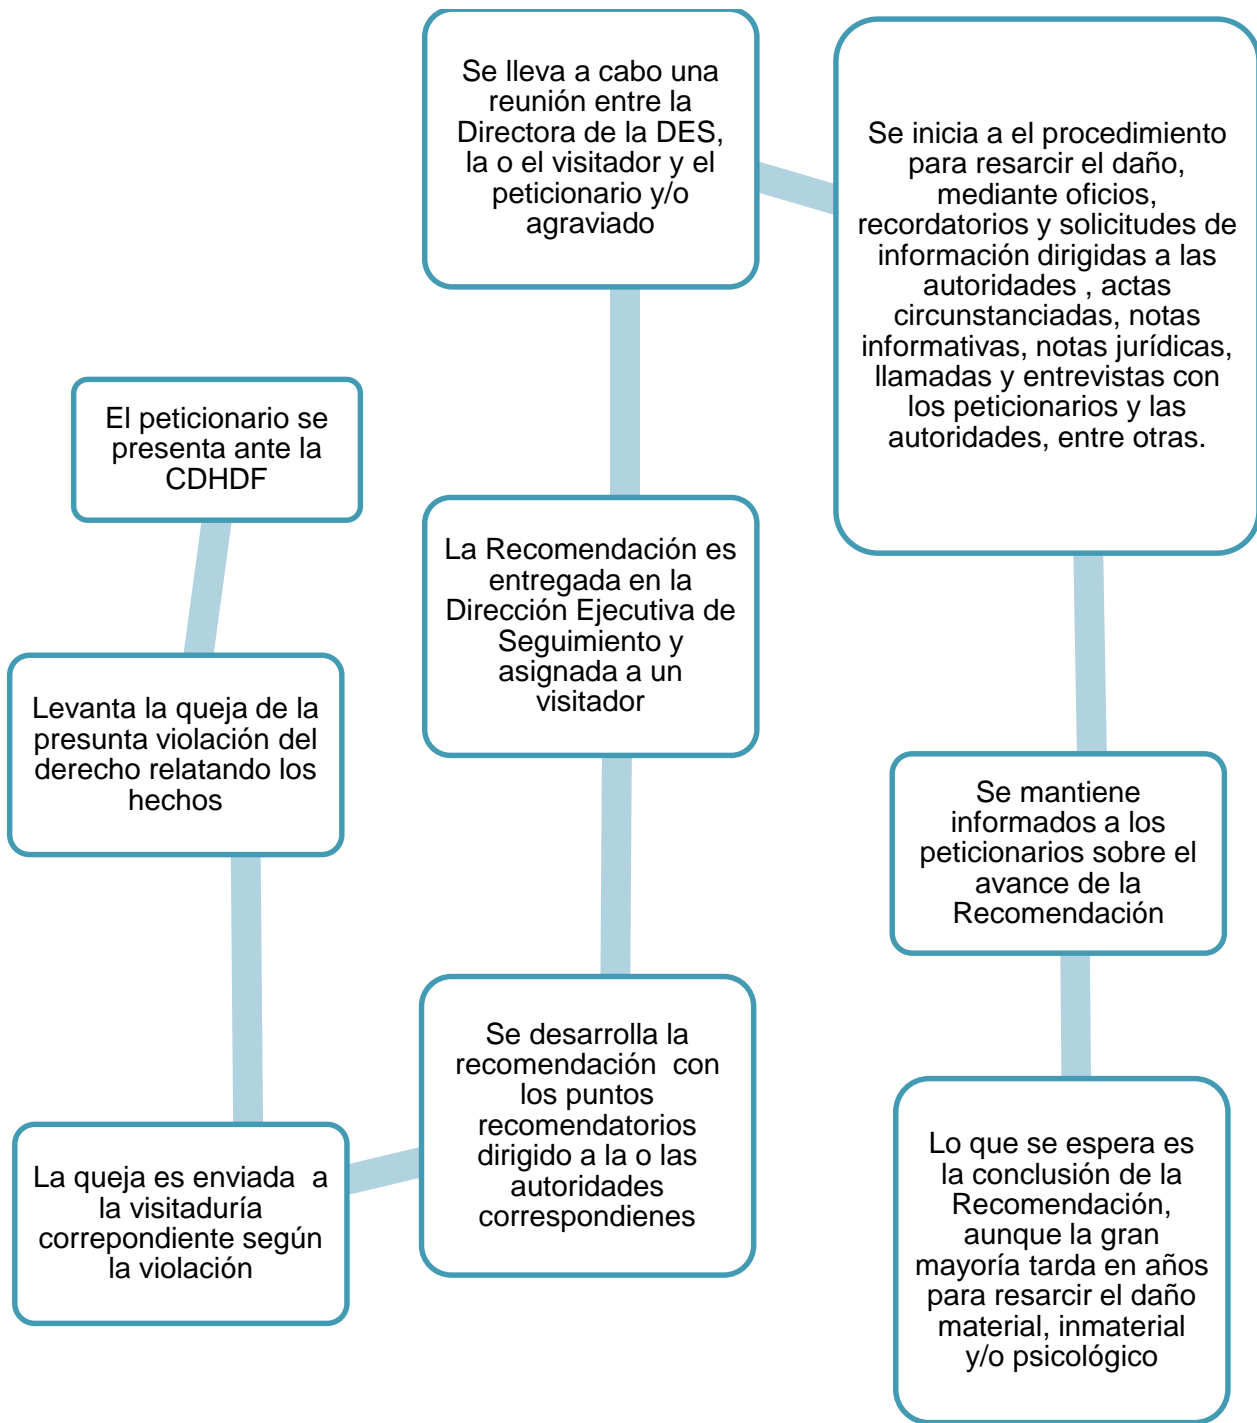 El peticionario se
presenta ante la
CDHDF
Levanta la queja de la
presunta violación del
derecho relatando los
hechos
La queja es enviada  a
la visitaduría
correpondiente según
la violación
Se desarrolla la
recomendación  con
los puntos
recomendatorios
dirigido a la o las
autoridades
correspondienes
La Recomendación es
entregada en la
Dirección Ejecutiva de
Seguimiento y
asignada a un
visitador
Se lleva a cabo una
reunión entre la
Directora de la DES,
la o el visitador y el
peticionario y/o
agraviado
Se inicia a el procedimiento
para resarcir el daño,
mediante oficios,
recordatorios y solicitudes de
información dirigidas a las
autoridades , actas
circunstanciadas, notas
informativas, notas jurídicas,
llamadas y entrevistas con
los peticionarios y las
autoridades, entre otras.
Se mantiene
informados a los
peticionarios sobre el
avance de la
Recomendación
Lo que se espera es
la conclusión de la
Recomendación,
aunque la gran
mayoría tarda en años
para resarcir el daño
material, inmaterial
y/o psicológico